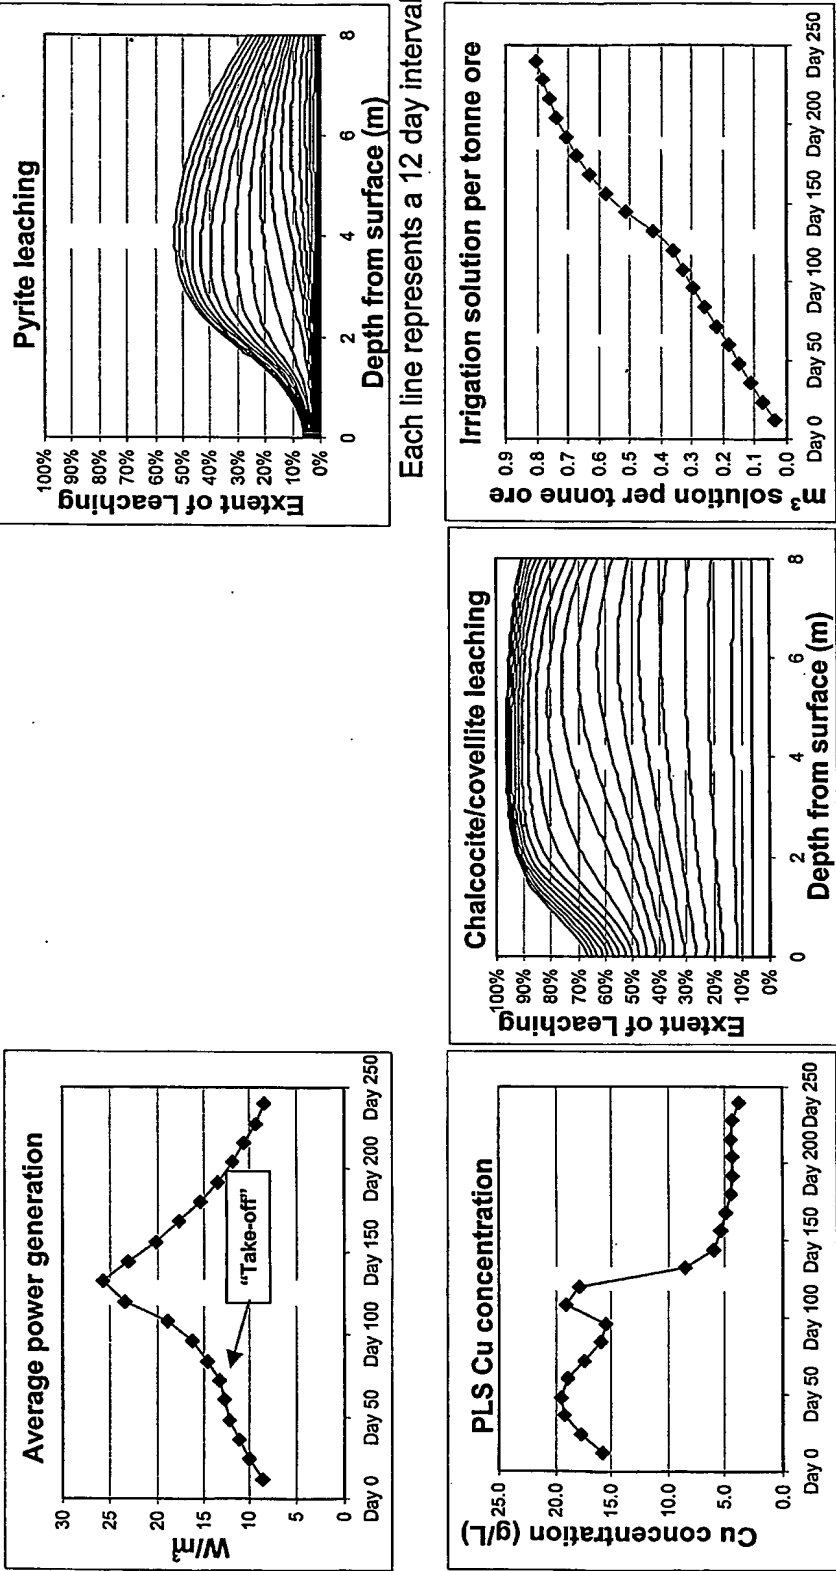 Average power generation
W/m³
30
25
20
15
10
5
0
"Take-off"
Day 0
Day 50
Day 100
Day 150
Day 200
Day 250
Pyrite leaching
Extent of Leaching
100%
90%
80%
70%
60%
50%
40%
30%
20%
10%
0%
0
2
4
6
8
Depth from surface (m)
Each line represents a 12 day interval
PLS Cu concentration
Cu concentration (g/L)
25.0
20.0
15.0
10.0
5.0
0.0
Day 0
Day 50
Day 100
Day 150
Day 200
Day 250
Chalcocite/covellite leaching
Extent of Leaching
100%
90%
80%
70%
60%
50%
40%
30%
20%
10%
0%
0
2
4
6
8
Depth from surface (m)
Irrigation solution per tonne ore
m³ solution per tonne ore
0.9
0.8
0.7
0.6
0.5
0.4
0.3
0.2
0.1
0.0
Day 0
Day 50
Day 100
Day 150
Day 200
Day 250